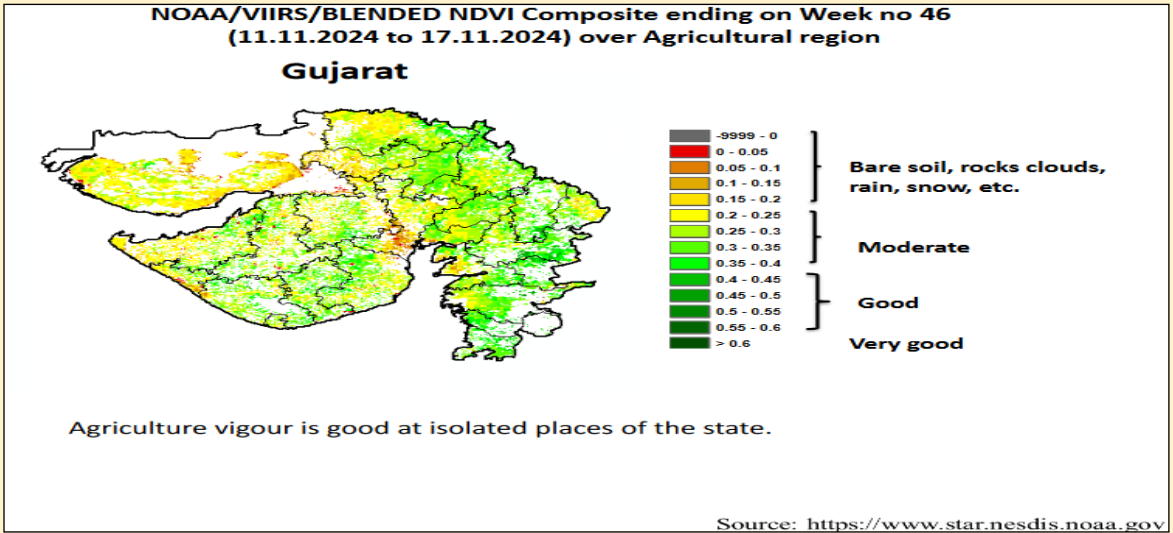 NOAA/VIIRS/BLENDED NDVI Composite ending on Week no 46
(11.11.2024 to 17.11.2024) over Agricultural region
Gujarat
-9999 - 0
0 - 0.05
0.05 - 0.1
0.1 - 0.15
0.15 - 0.2
0.2 - 0.25
0.25 - 0.3
0.3 - 0.35
0.35 - 0.4
0.4 - 0.45
0.45 - 0.5
0.5 - 0.55
0.55 - 0.6
> 0.6
Bare soil, rocks clouds,
rain, snow, etc.
Moderate
Good
Very good
Agriculture vigour is good at isolated places of the state.
Source: https://www.star.nesdis.noaa.gov